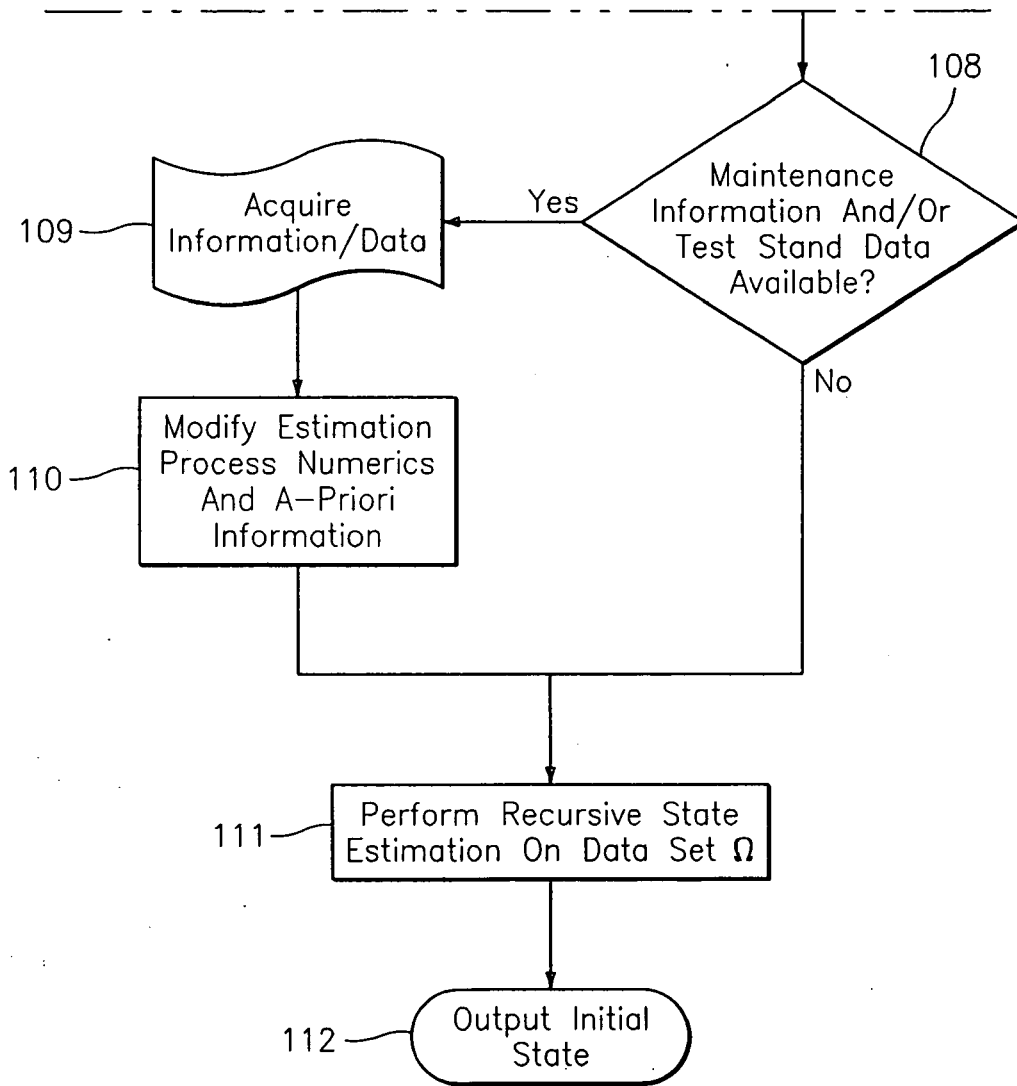 108
Maintenance
Information And/Or
Test Stand Data
Available?
Yes
No
109
Acquire
Information/Data
110
Modify Estimation
Process Numerics
And A-Priori
Information
111
Perform Recursive State
Estimation On Data Set Ω
112
Output Initial
State